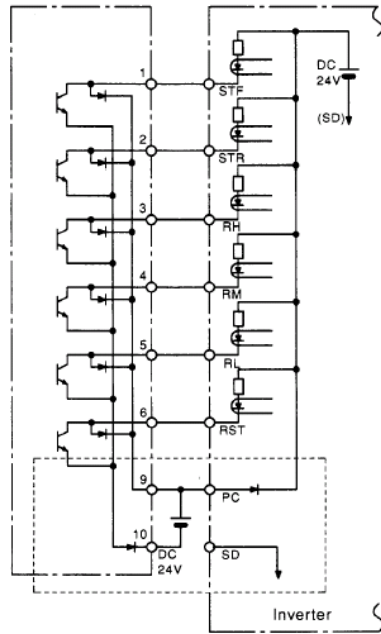 DC
24V
(SD)
1
STF
2
STR
3
RH
4
RM
5
RL
6
RST
9
PC
10
DC
24V
SD
Inverter